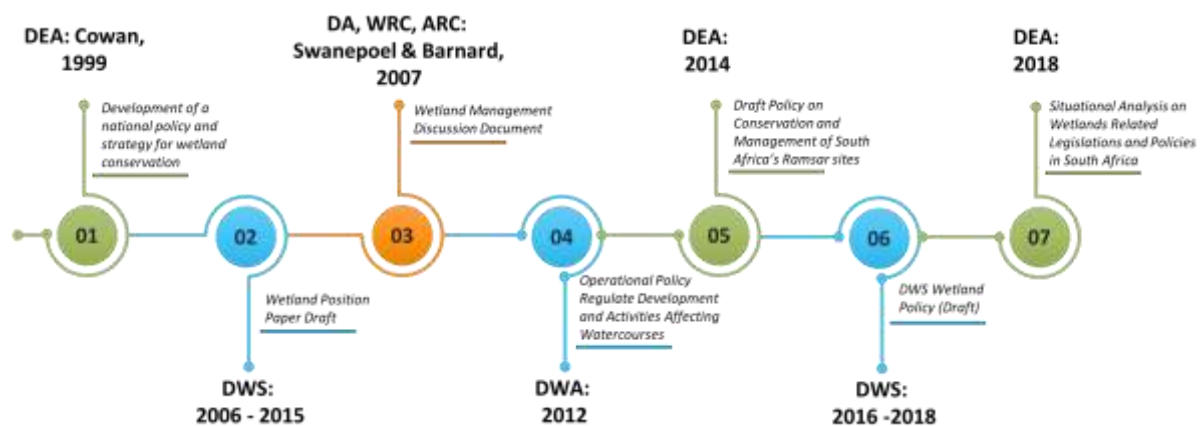 DEA: Cowan,
1999
Development of a
national policy and
strategy for wetland
conservation
01
DWS:
2006 - 2015
Wetland Position
Paper Draft
02
DA, WRC, ARC:
Swanepoel & Barnard,
2007
Wetland Management
Discussion Document
03
Operational Policy
Regulate Development
and Activities Affecting
Watercourses
04
DWA:
2012
DEA:
2014
Draft Policy on
Conservation and
Management of South
Africa's Ramsar sites
05
DWS Wetland
Policy (Draft)
06
DWS:
2016 -2018
DEA:
2018
Situational Analysis on
Wetlands Related
Legislations and Policies
in South Africa
07